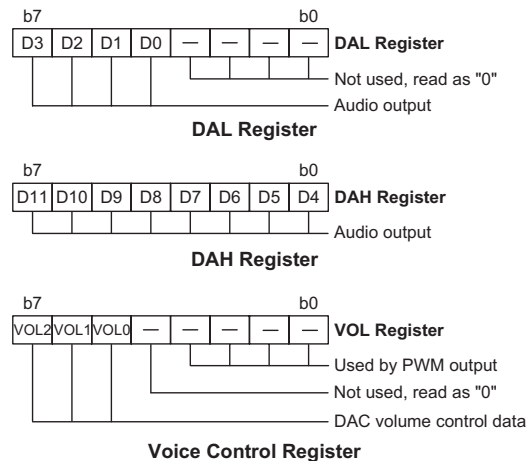 b7 b0
D3 D2 D1 D0 — — — — DAL Register
Not used, read as "0"
Audio output
DAL Register
b7 b0
D11 D10 D9 D8 D7 D6 D5 D4 DAH Register
Audio output
DAH Register
b7 b0
VOL2 VOL1 VOL0 — — — — — VOL Register
Used by PWM output
Not used, read as "0"
DAC volume control data
Voice Control Register